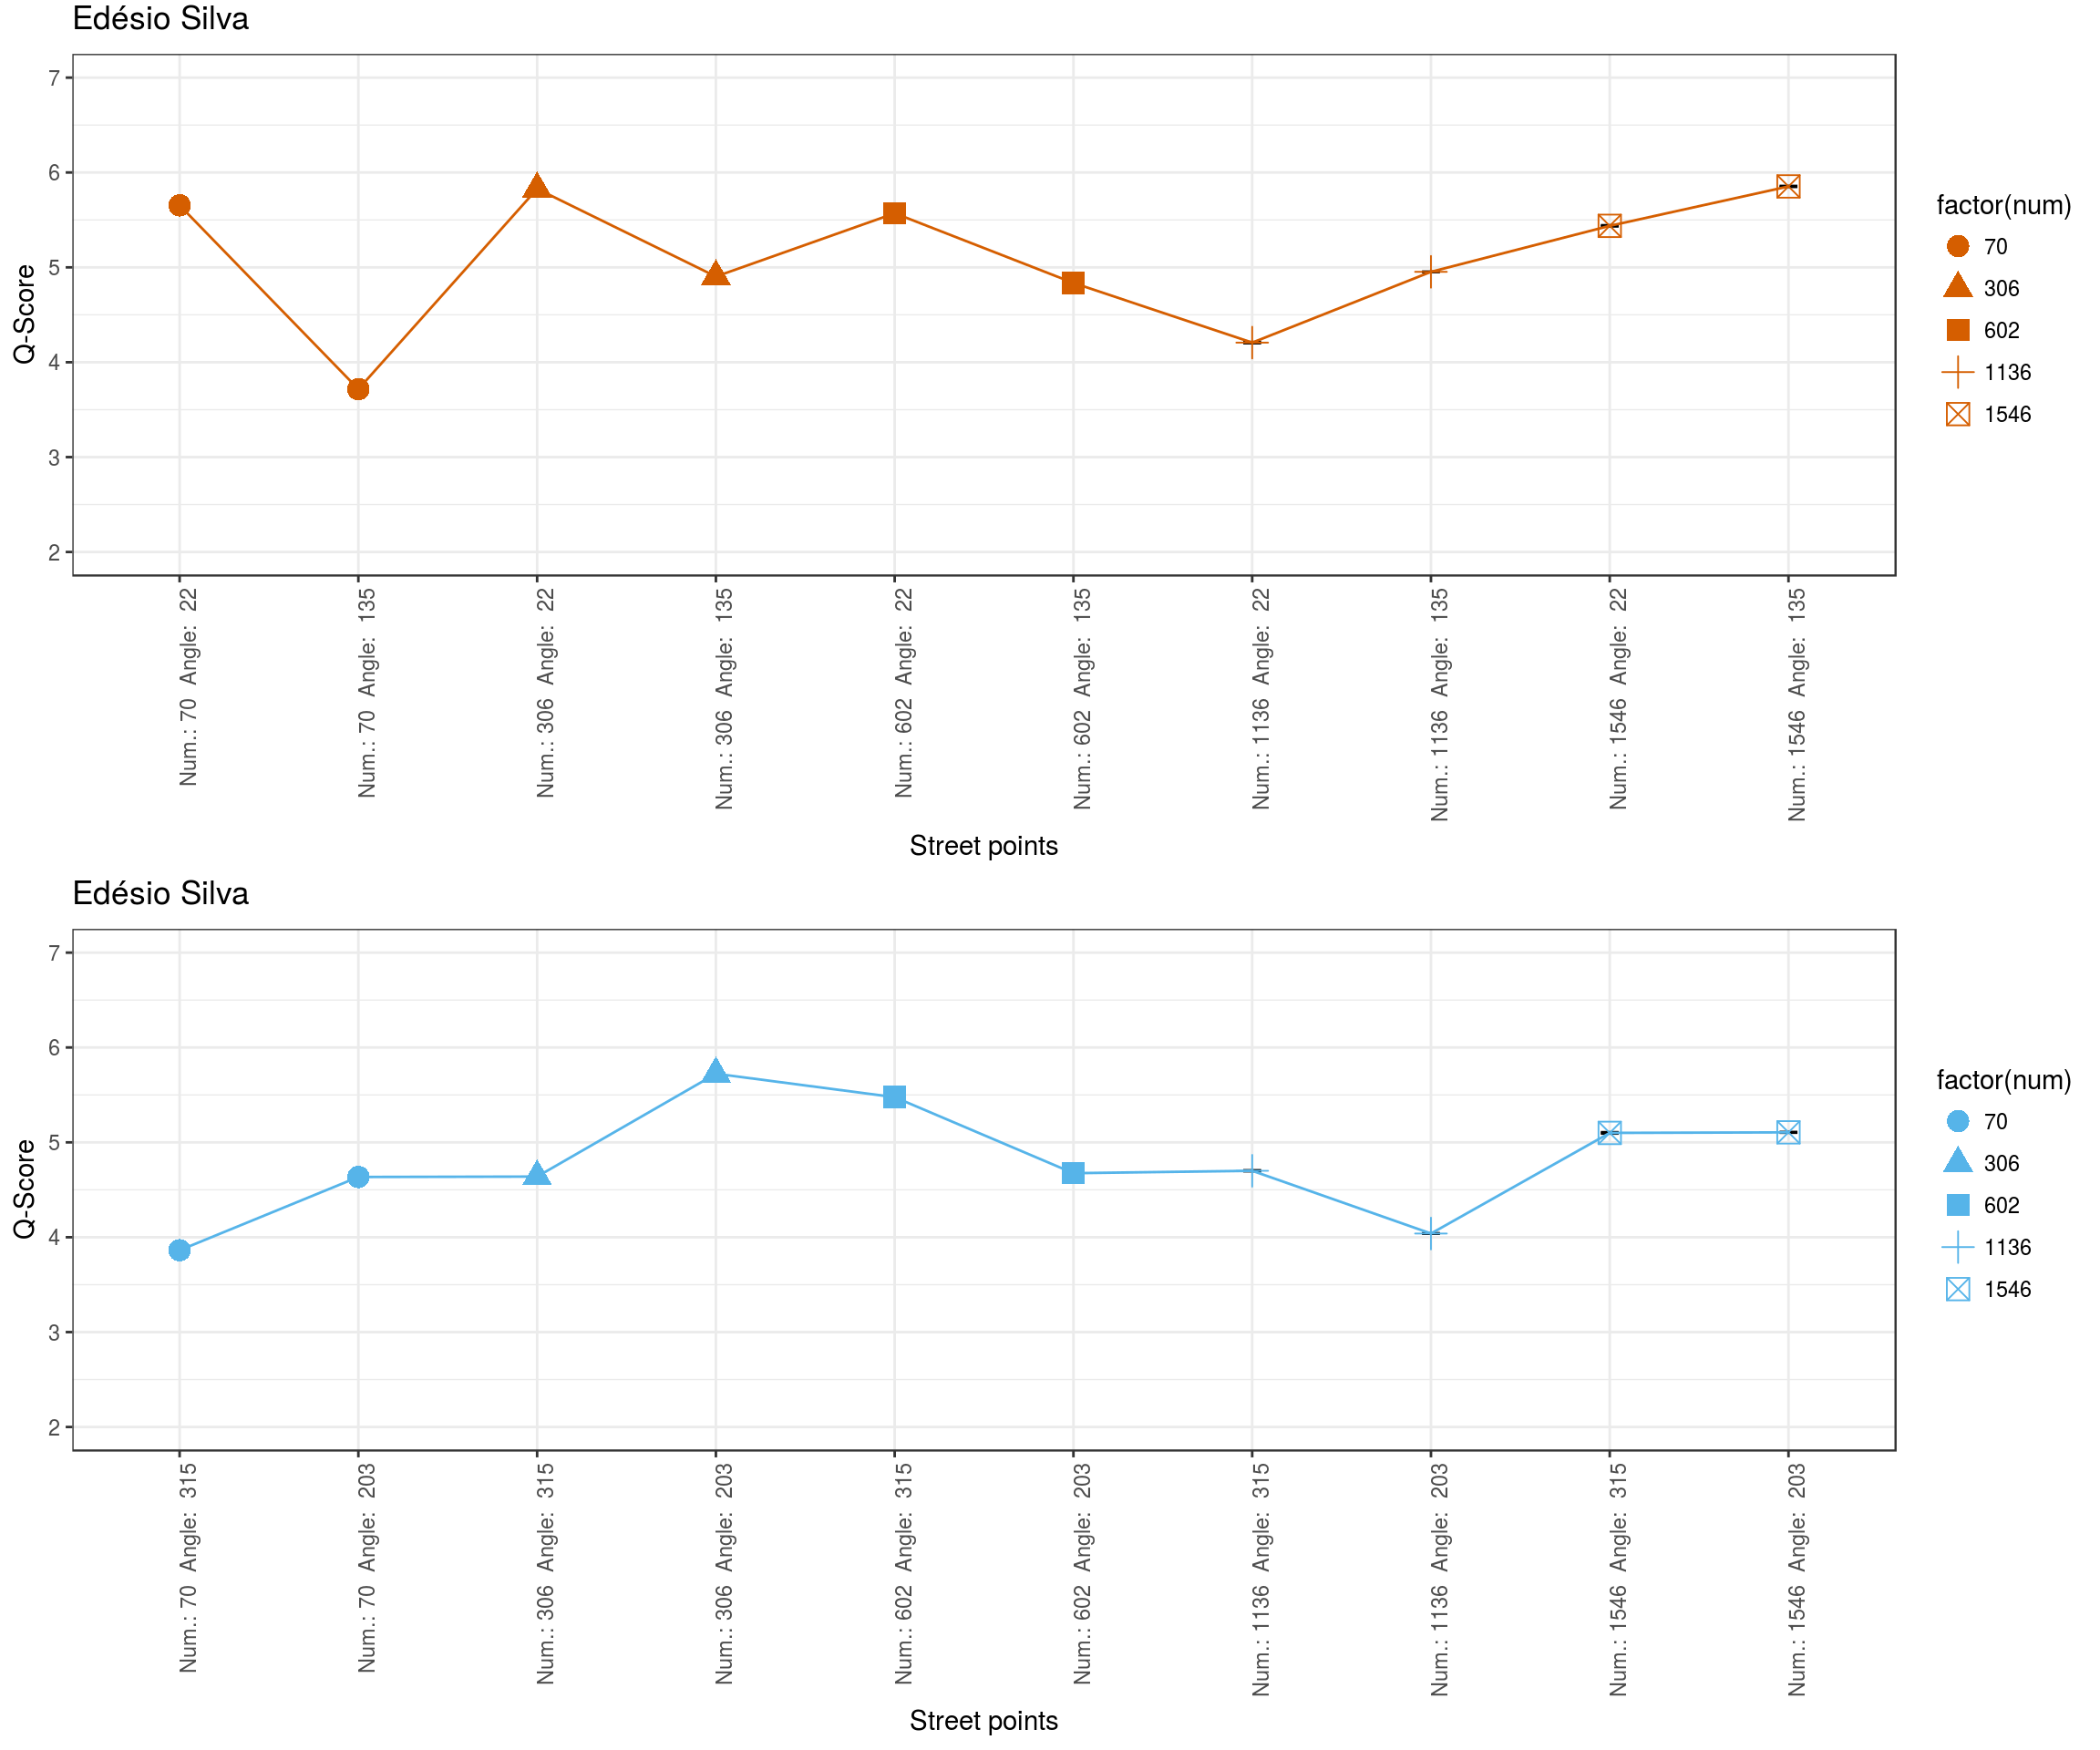 Edésio Silva
Q-Score
7
6
5
4
3
2
Num.: 70 Angle: 22
Num.: 70 Angle: 135
Num.: 306 Angle: 22
Num.: 306 Angle: 135
Num.: 602 Angle: 22
Num.: 602 Angle: 135
Num.: 1136 Angle: 22
Num.: 1136 Angle: 135
Num.: 1546 Angle: 22
Num.: 1546 Angle: 135
Street points
factor(num)
70
306
602
1136
1546
Edésio Silva
Q-Score
7
6
5
4
3
2
Num.: 70 Angle: 315
Num.: 70 Angle: 203
Num.: 306 Angle: 315
Num.: 306 Angle: 203
Num.: 602 Angle: 315
Num.: 602 Angle: 203
Num.: 1136 Angle: 315
Num.: 1136 Angle: 203
Num.: 1546 Angle: 315
Num.: 1546 Angle: 203
Street points
factor(num)
70
306
602
1136
1546